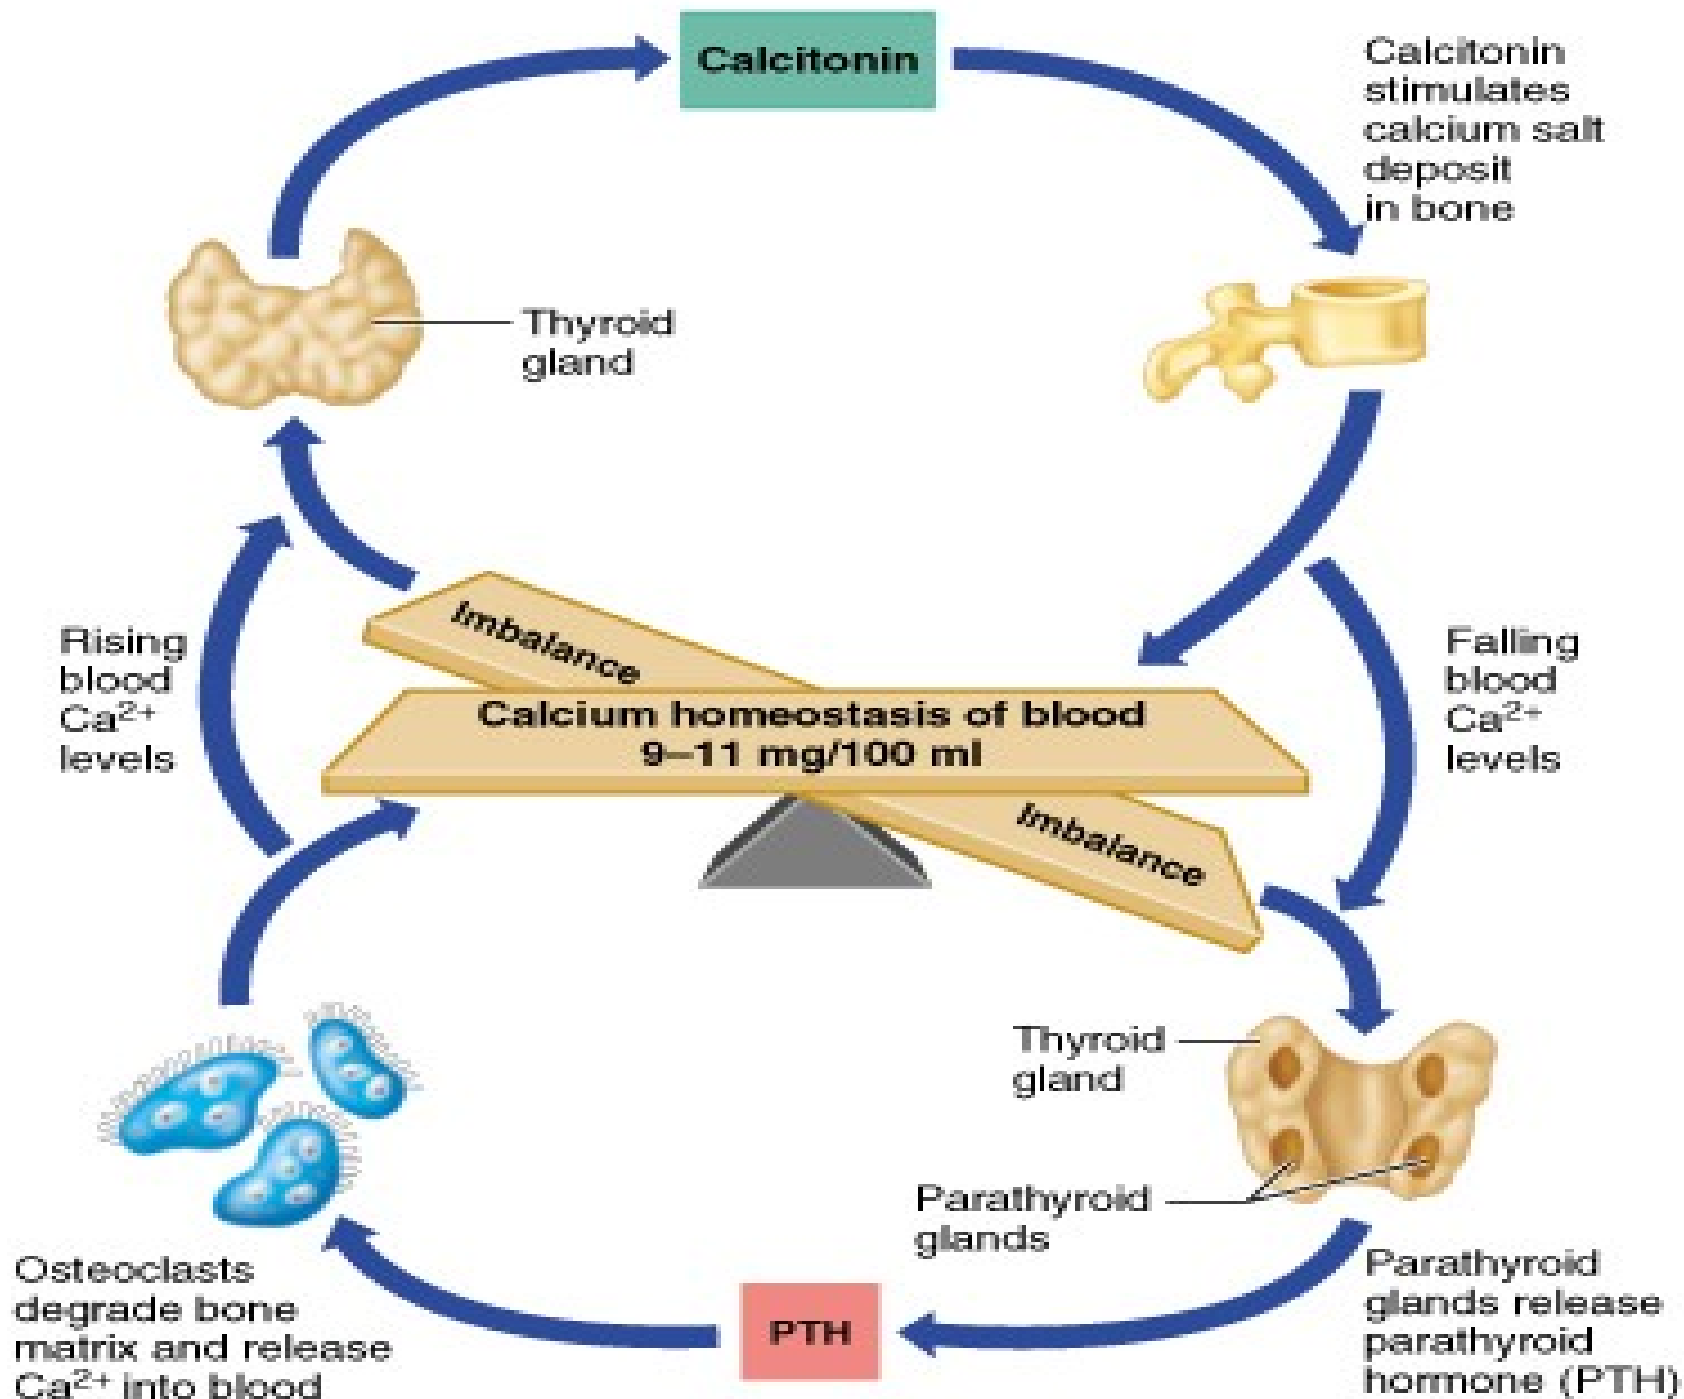 Calcitonin
Calcitonin
stimulates
calcium salt
deposit
in bone
Thyroid
gland
Imbalance
Rising
blood
Ca²⁺
levels
Falling
blood
Ca²⁺
levels
Calcium homeostasis of blood
9–11 mg/100 ml
Imbalance
Thyroid
gland
Parathyroid
glands
Osteoclasts
degrade bone
matrix and release
Ca²⁺ into blood
PTH
Parathyroid
glands release
parathyroid
hormone (PTH)